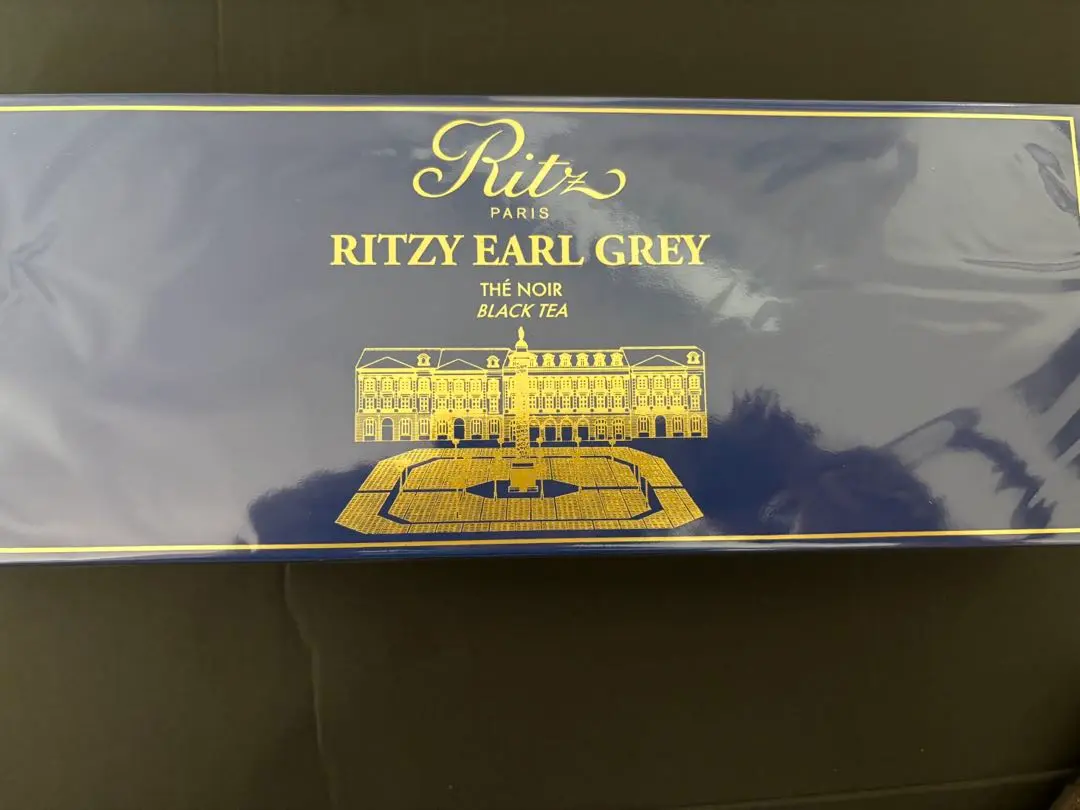 Ritz
PARIS
RITZY EARL GREY
THÉ NOIR
BLACK TEA